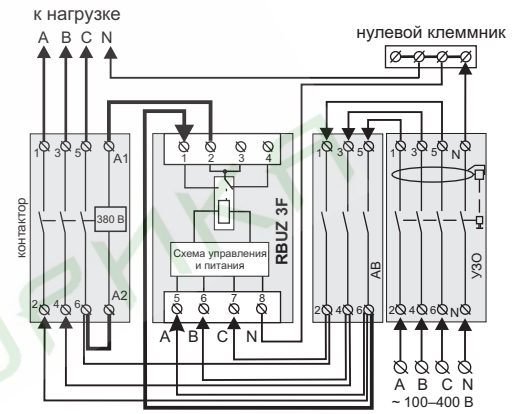 к нагрузке
A B C N
нулевой клеммник
1 3 5 A1
1 2 3 4
1 3 5
1 3 5 N
контактор
380 В
RBUZ 3F
Схема управления
и питания
АВ
УЗО
2 4 6 A2
5 6 7 8
2 4 6
2 4 6 N
A B C N
A B C N
~ 100–400 В